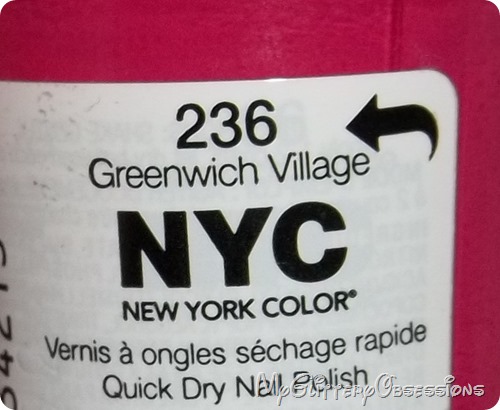 236
Greenwich Village
NYC
NEW YORK COLOR®
Vernis à ongles séchage rapide
Quick Dry Nail Polish
MyGlitteryObsessions